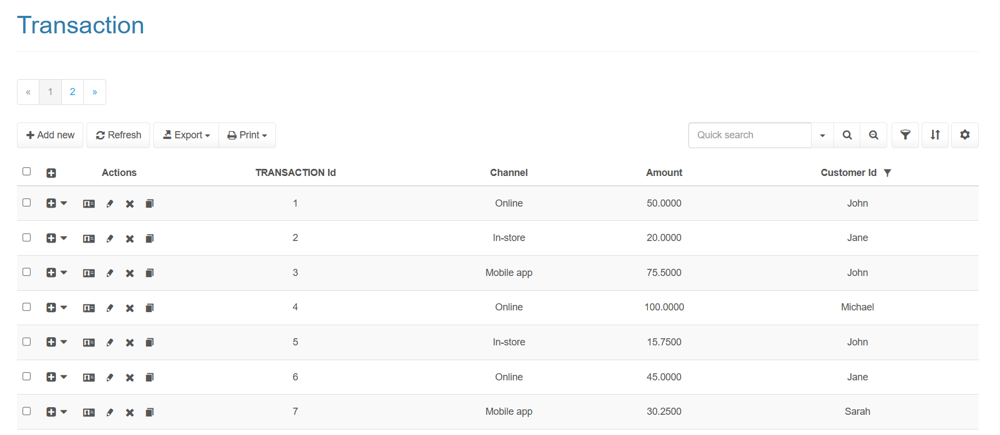 Transaction
« 1 2 »
Add new Refresh Export Print Quick search
Actions TRANSACTION Id Channel Amount Customer Id
1 Online 50.0000 John
2 In-store 20.0000 Jane
3 Mobile app 75.5000 John
4 Online 100.0000 Michael
5 In-store 15.7500 John
6 Online 45.0000 Jane
7 Mobile app 30.2500 Sarah